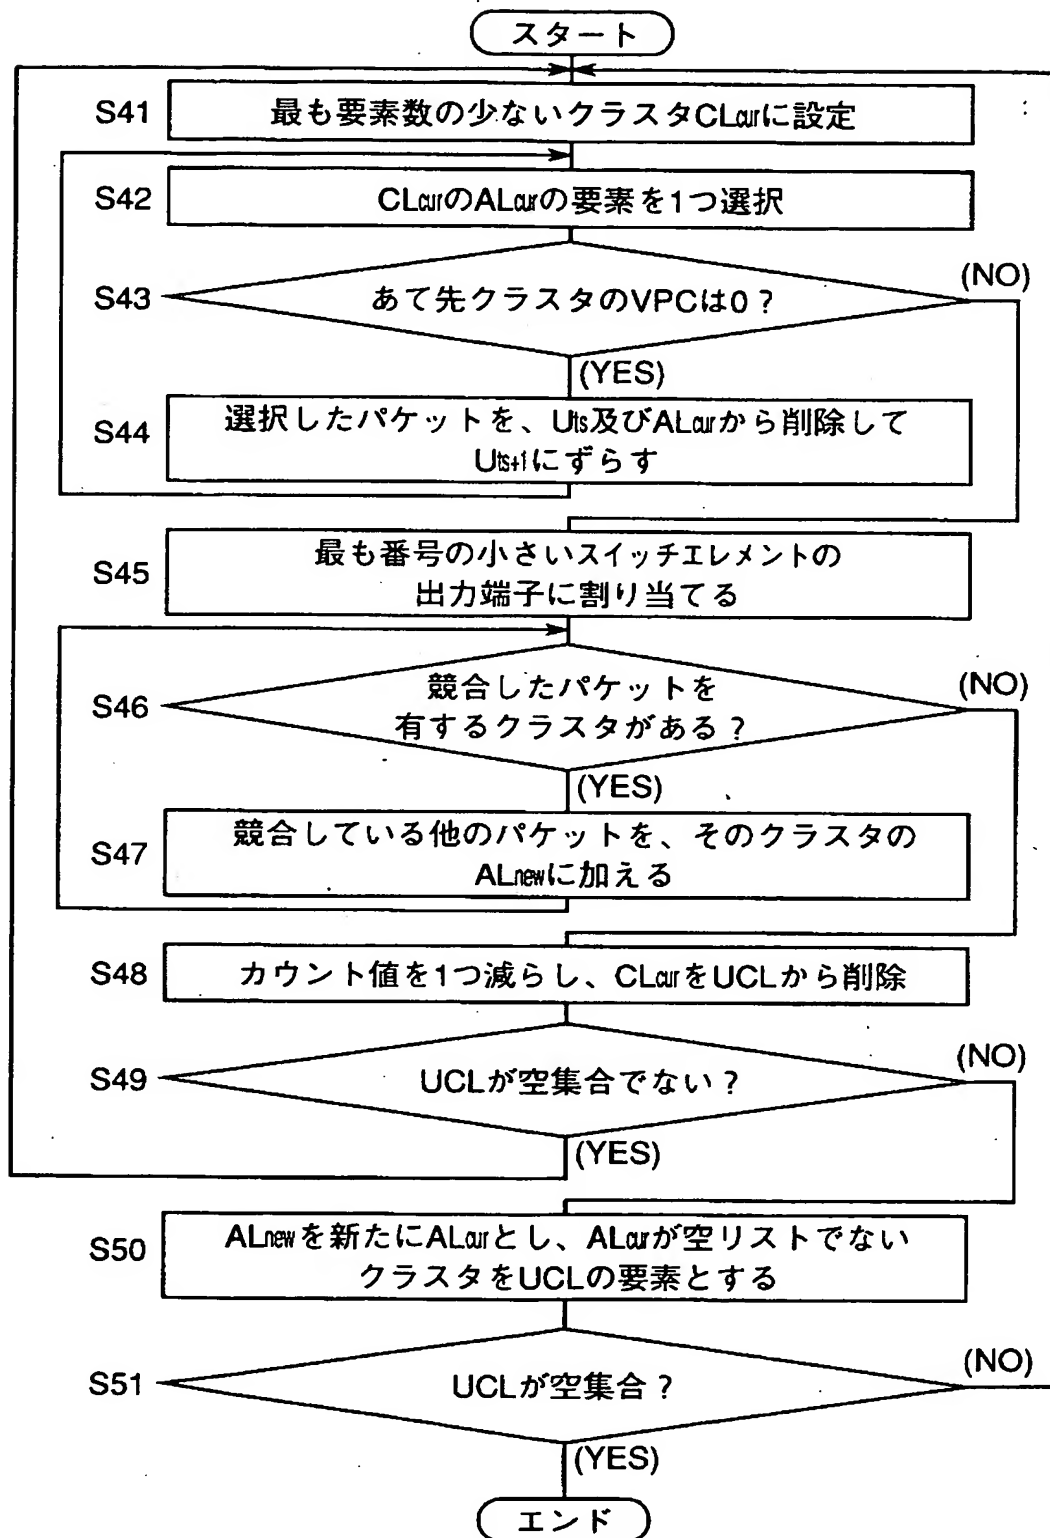 スタート
S41
最も要素数の少ないクラスタCLcurに設定
S42
CLcurのALcurの要素を1つ選択
S43
あて先クラスタのVPCは0？
(NO)
(YES)
S44
選択したパケットを、Uts及びALcurから削除して
Uts+1にずらす
S45
最も番号の小さいスイッチエレメントの
出力端子に割り当てる
S46
競合したパケットを
有するクラスタがある？
(NO)
(YES)
S47
競合している他のパケットを、そのクラスタの
ALnewに加える
S48
カウント値を1つ減らし、CLcurをUCLから削除
S49
UCLが空集合でない？
(NO)
(YES)
S50
ALnewを新たにALcurとし、ALcurが空リストでない
クラスタをUCLの要素とする
S51
UCLが空集合？
(NO)
(YES)
エンド